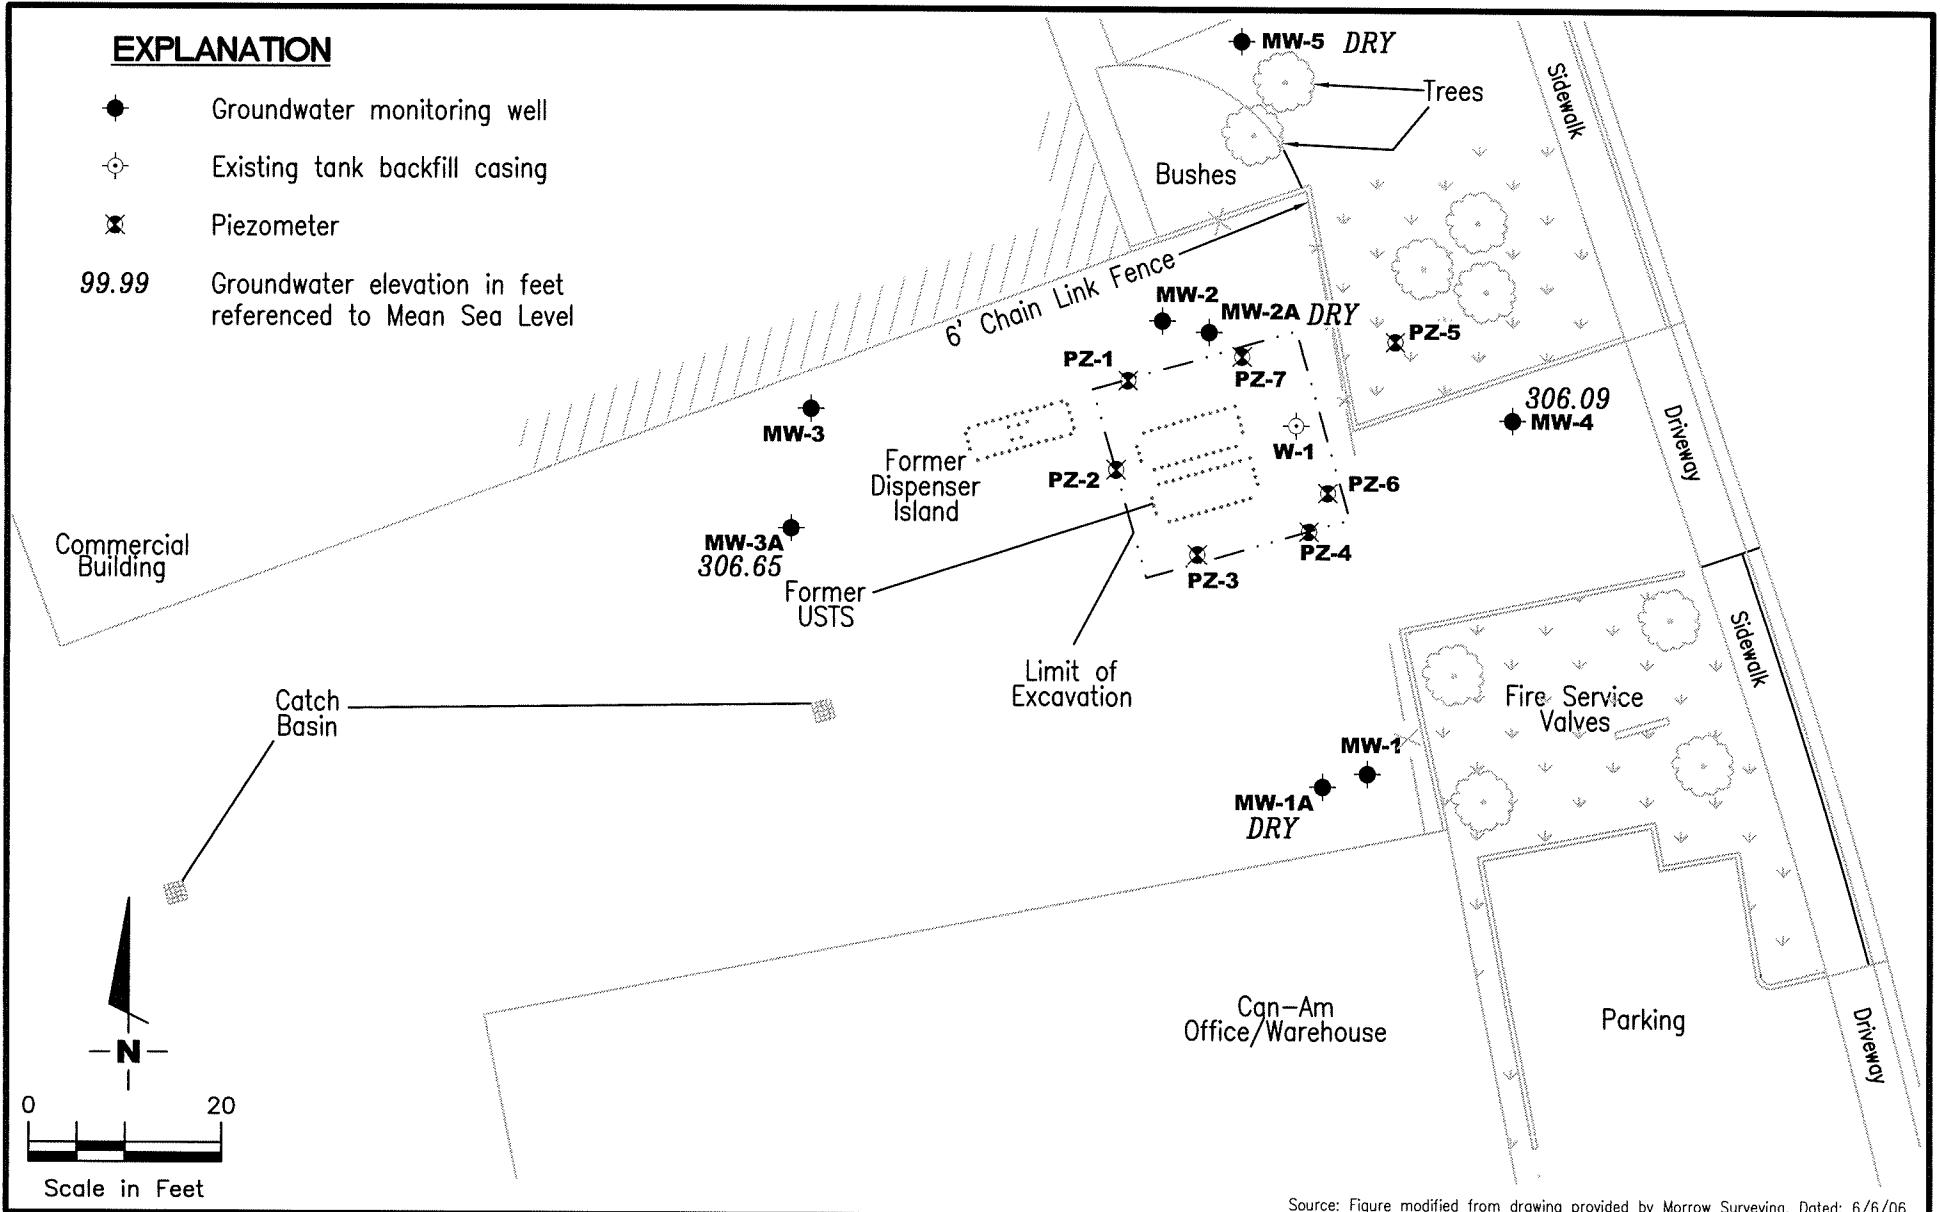 EXPLANATION
Groundwater monitoring well
Existing tank backfill casing
Piezometer
99.99 Groundwater elevation in feet
referenced to Mean Sea Level
MW-5 DRY
Trees
Sidewalk
Bushes
6' Chain Link Fence
MW-2
MW-2A DRY
PZ-1
PZ-7
PZ-5
306.09
MW-4
Driveway
MW-3
W-1
Former
Dispenser
Island
PZ-2
PZ-6
MW-3A
306.65
PZ-4
PZ-3
Commercial
Building
Former
USTS
Limit of
Excavation
Sidewalk
Catch
Basin
Fire Service
Valves
MW-1
MW-1A
DRY
Can-Am
Office/Warehouse
Parking
Driveway
N
0 20
Scale in Feet
Source: Figure modified from drawing provided by Morrow Surveying. Dated: 6/6/06